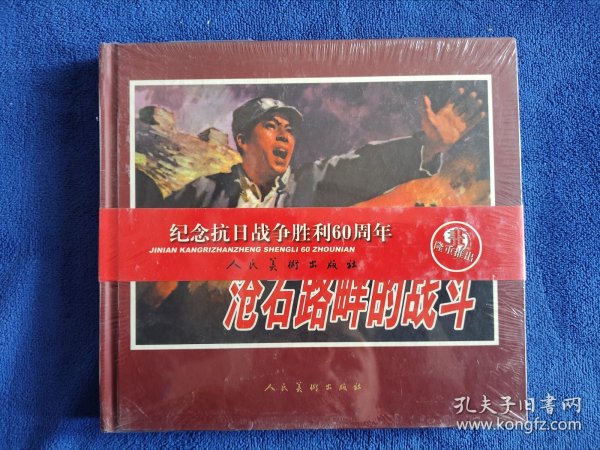 纪念抗日战争胜利60周年
JINIAN KANGRIZHANZHENG SHENGLI 60 ZHOUNIAN
人民美術出版社
隆重推出
沧石路畔的战斗
人民美術出版社
孔夫子旧书网
www.kongfz.com